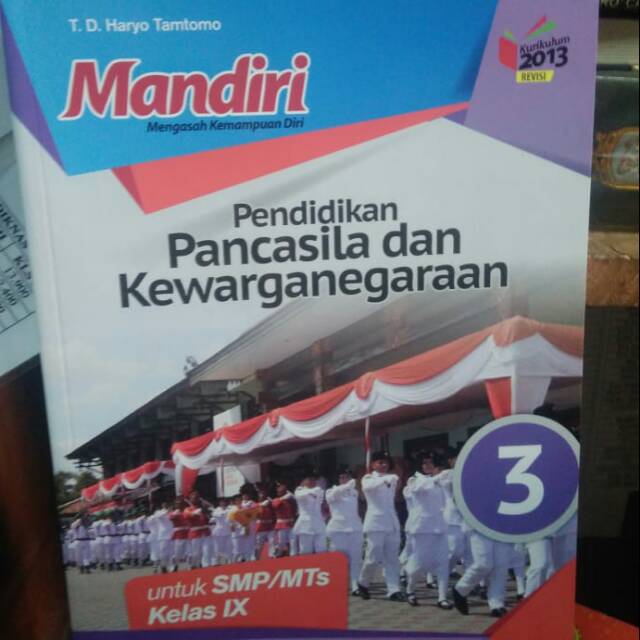 T. D. Haryo Tamtomo
Kurikulum
2013
REVISI
Mandiri
Mengasah Kemampuan Diri
Pendidikan
Pancasila dan
Kewarganegaraan
3
untuk SMP/MTs
Kelas IX